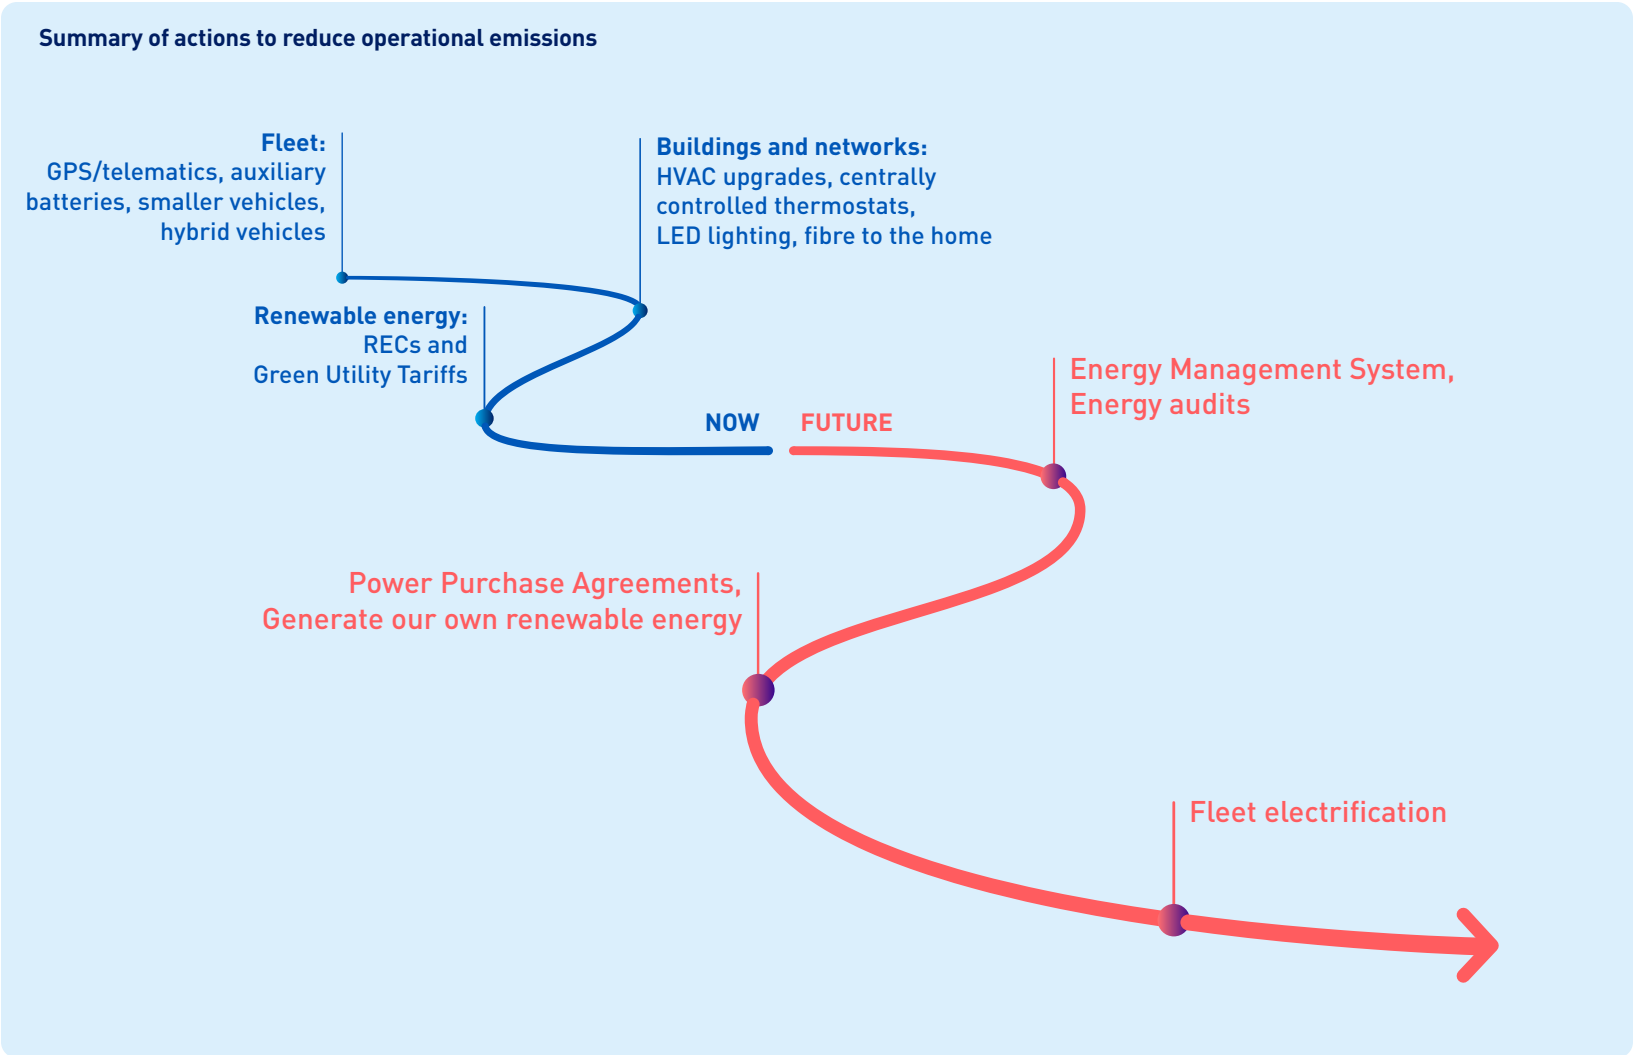 Summary of actions to reduce operational emissions
Fleet:
GPS/telematics, auxiliary
batteries, smaller vehicles,
hybrid vehicles
Buildings and networks:
HVAC upgrades, centrally
controlled thermostats,
LED lighting, fibre to the home
Renewable energy:
RECs and
Green Utility Tariffs
NOW
FUTURE
Energy Management System,
Energy audits
Power Purchase Agreements,
Generate our own renewable energy
Fleet electrification